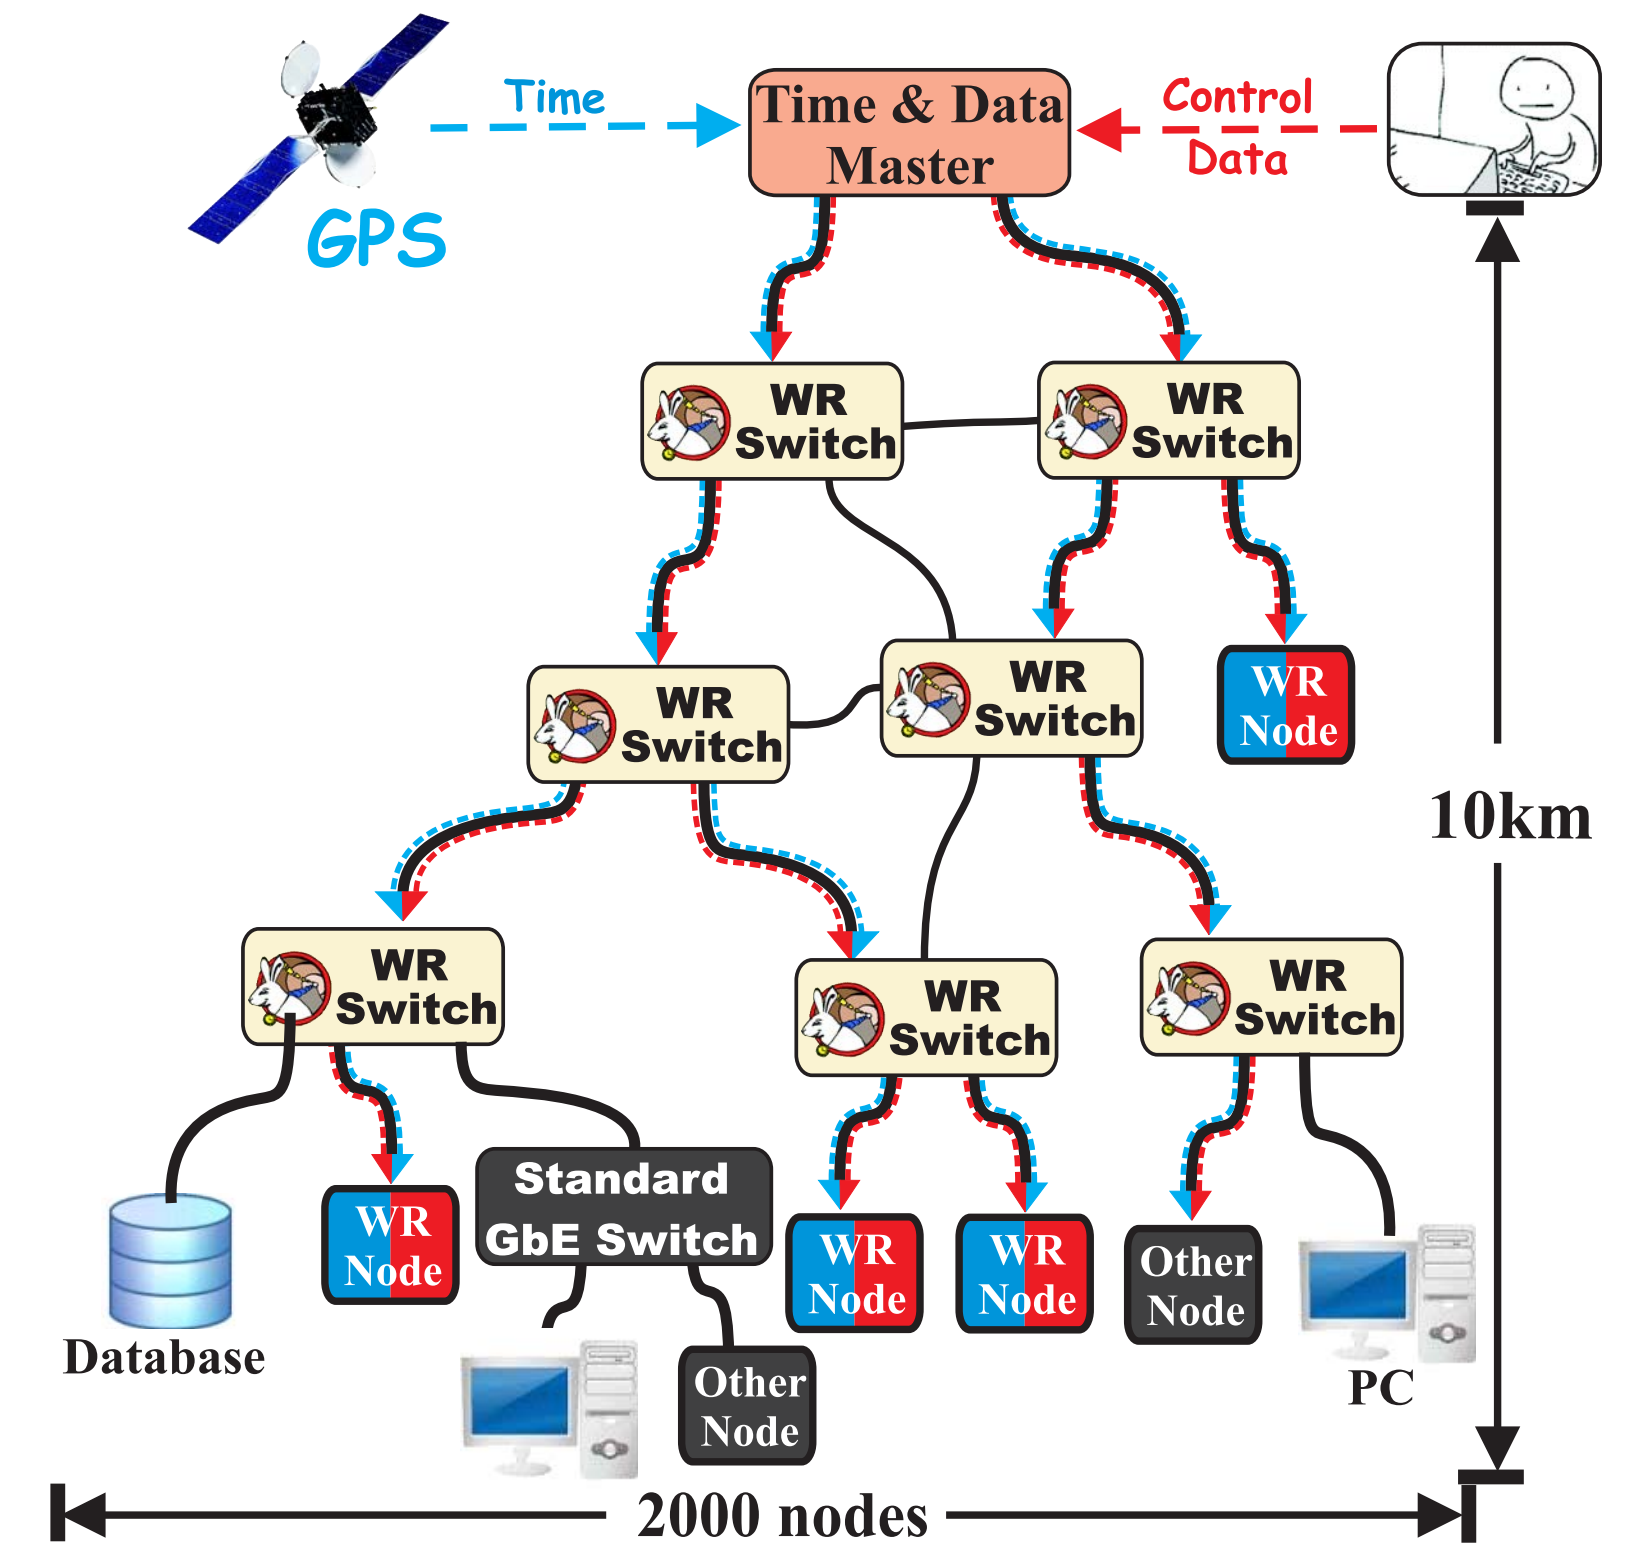 Time
Time & Data
Master
Control
Data
GPS
WR
Switch
WR
Switch
WR
Switch
WR
Switch
WR
Node
10km
WR
Switch
WR
Switch
WR
Switch
Standard
GbE Switch
WR
Node
WR
Node
WR
Node
Other
Node
Database
Other
Node
PC
2000 nodes